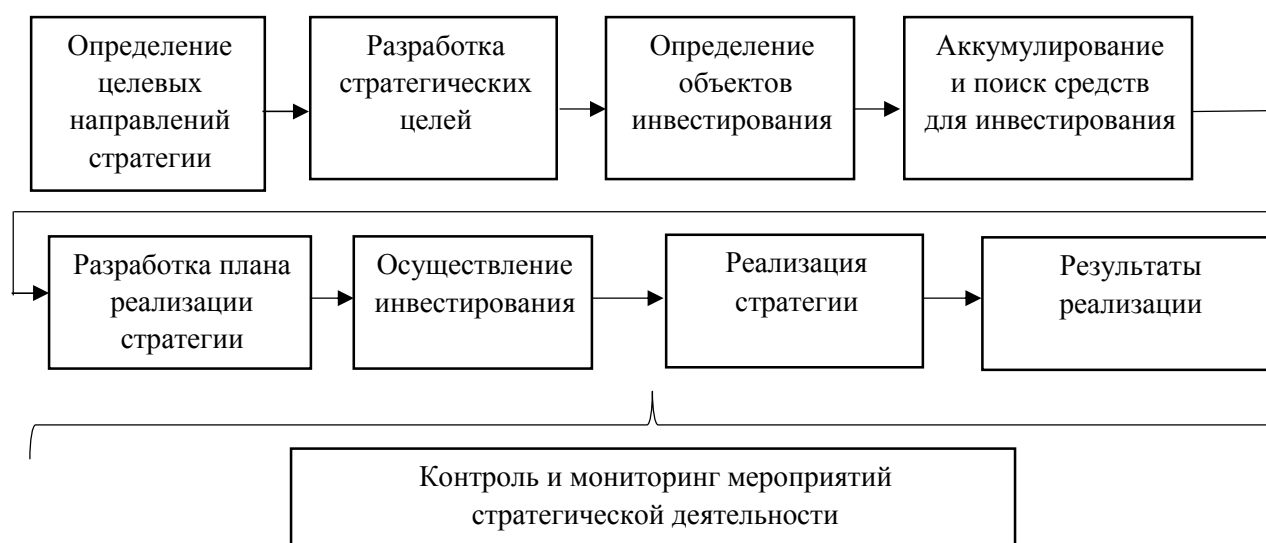 Определение
целевых
направлений
стратегии
Разработка
стратегических
целей
Определение
объектов
инвестирования
Аккумулирование
и поиск средств
для инвестирования
Разработка плана
реализации
стратегии
Осуществление
инвестирования
Реализация
стратегии
Результаты
реализации
Контроль и мониторинг мероприятий
стратегической деятельности